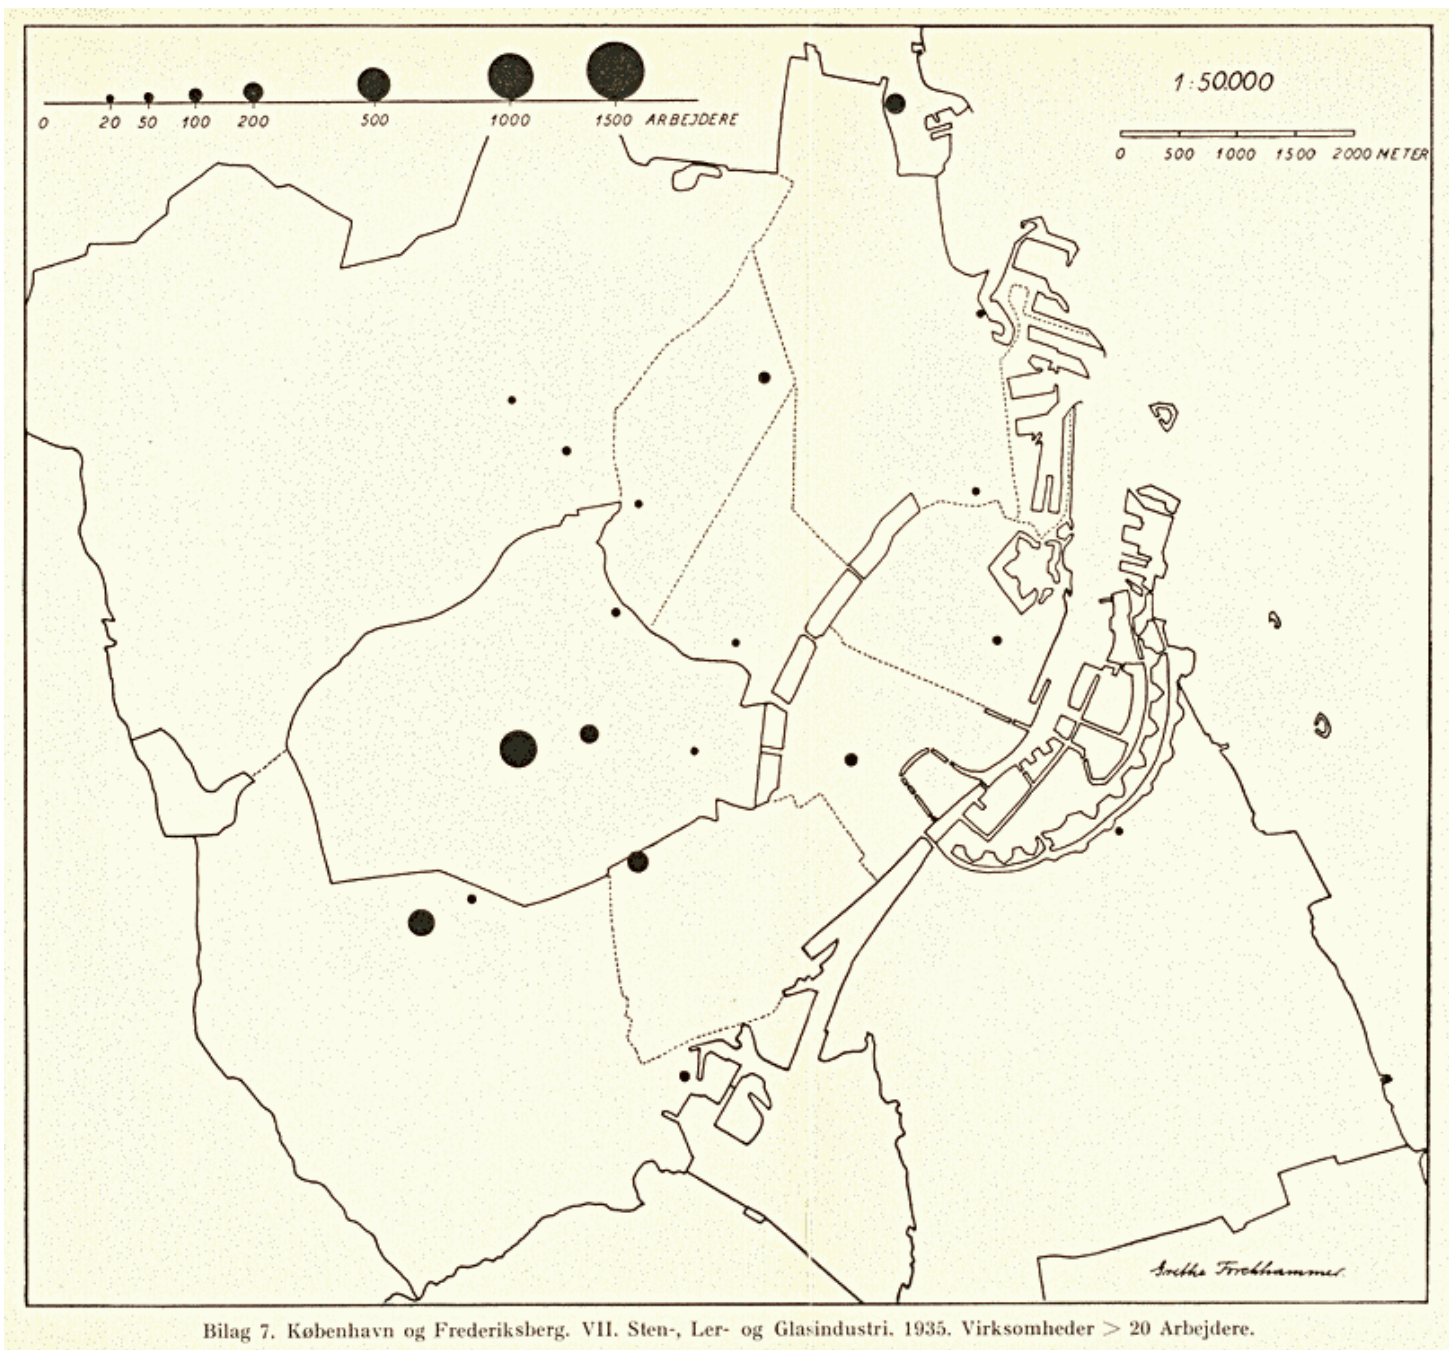 1:50.000
0 20 50 100 200 500 1000 1500 ARBEJDERE
0 500 1000 1500 2000 METER
Grethe Forchhammer.
Bilag 7. København og Frederiksberg. VII. Sten-, Ler- og Glasindustri. 1935. Virksomheder > 20 Arbejdere.